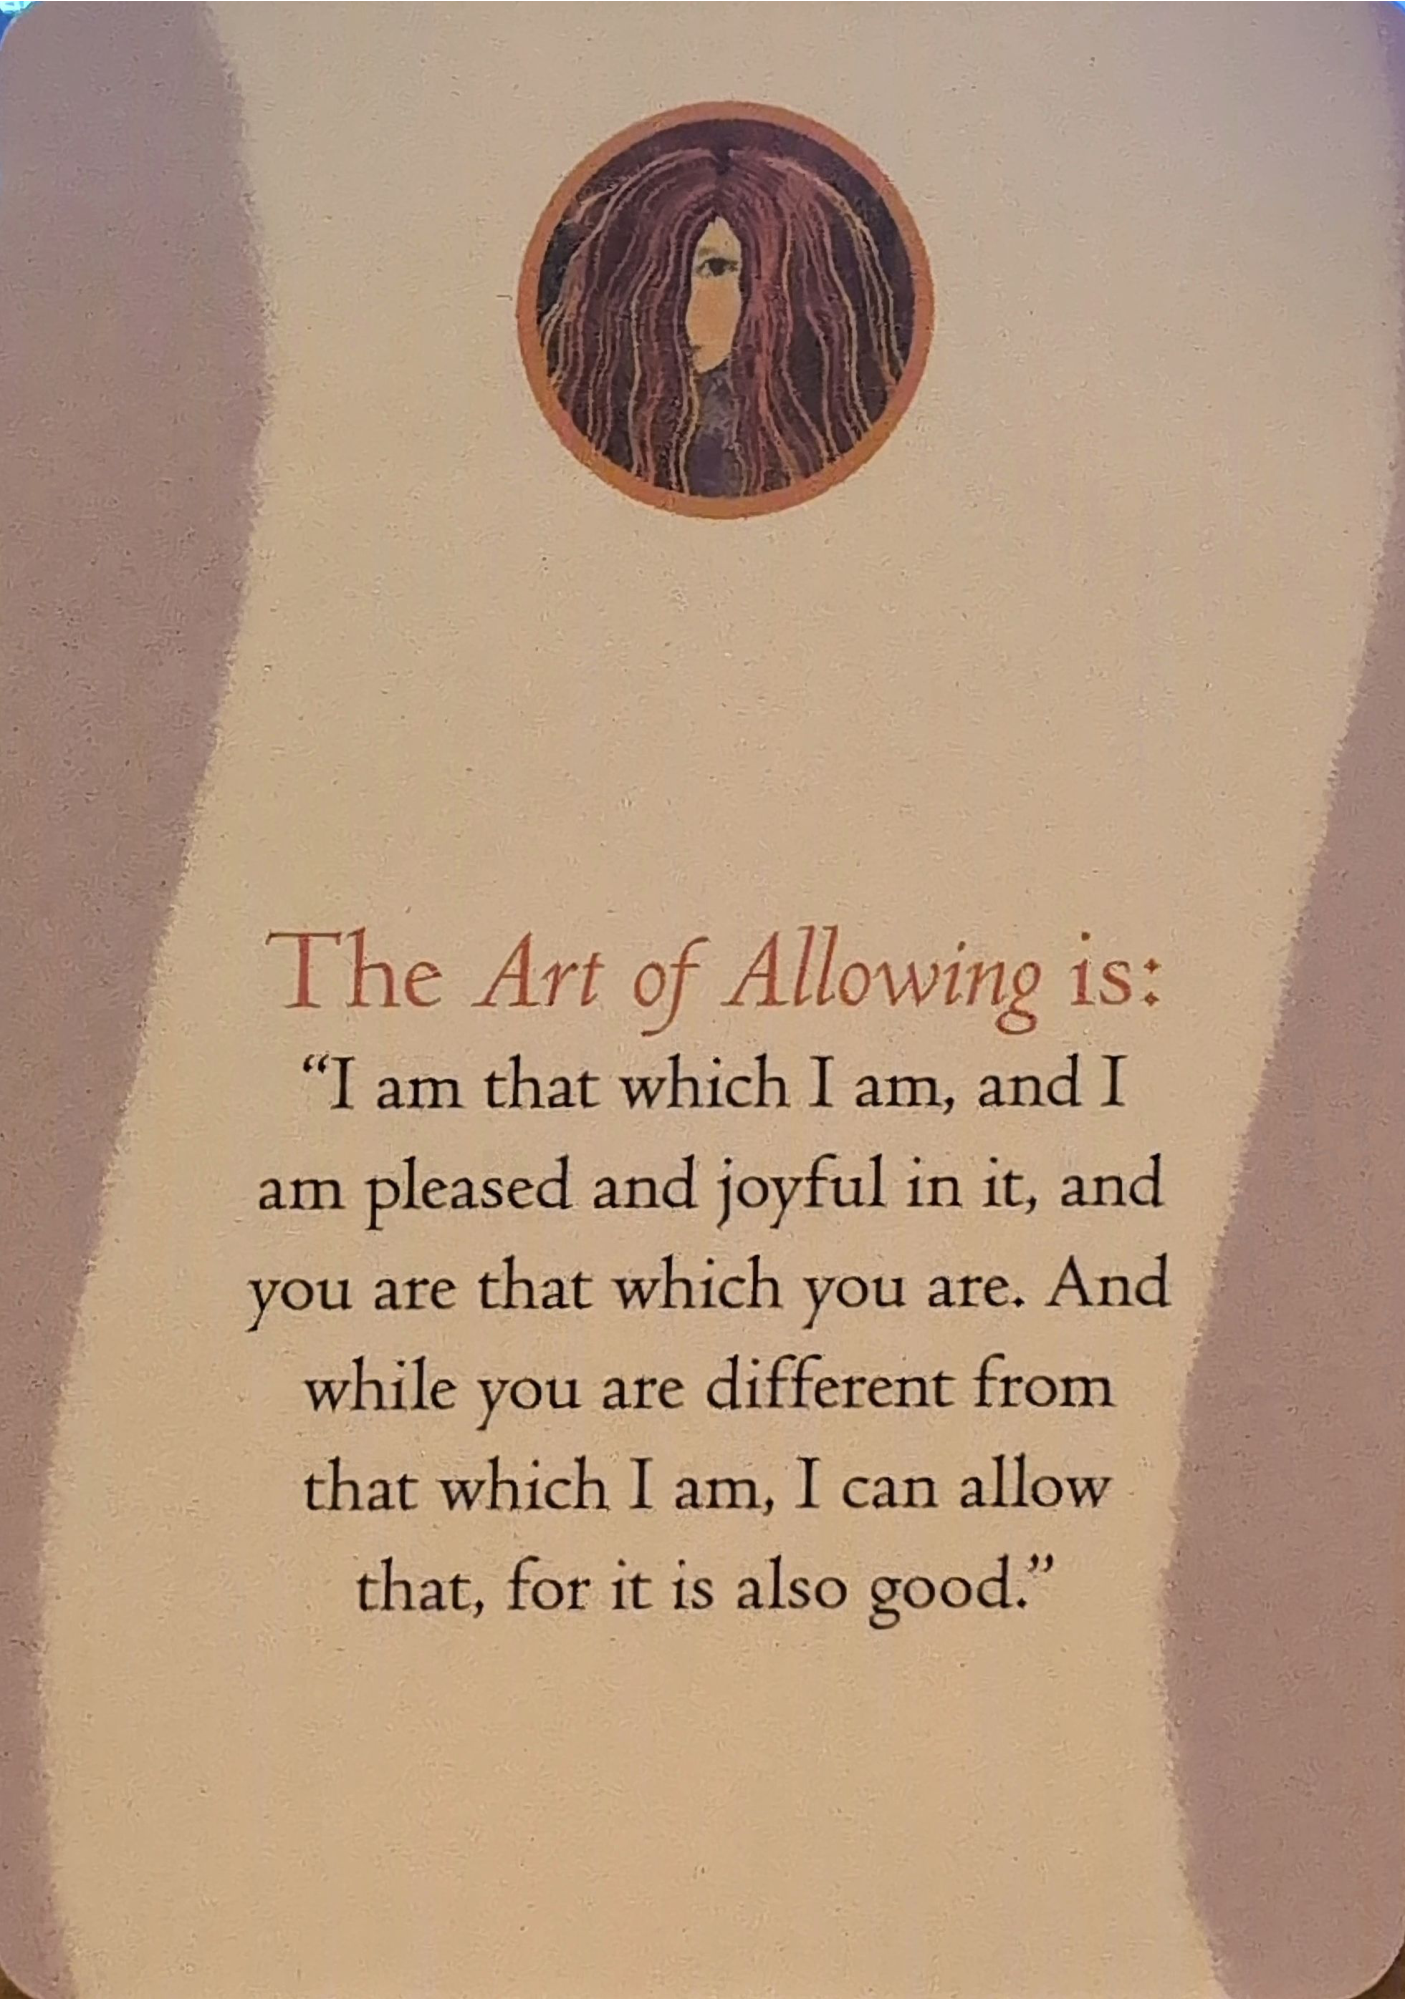 The Art of Allowing is:
“I am that which I am, and I
am pleased and joyful in it, and
you are that which you are. And
while you are different from
that which I am, I can allow
that, for it is also good.”